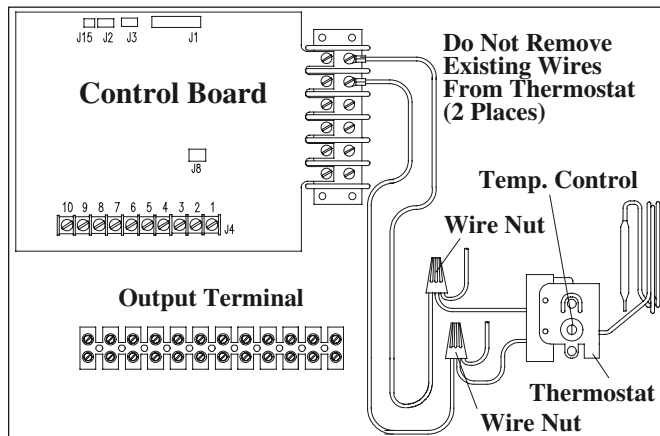 J15 J2 J3 J1
Do Not Remove
Existing Wires
From Thermostat
(2 Places)
Control Board
J8
10 9 8 7 6 5 4 3 2 1
J4
Temp. Control
Wire Nut
Output Terminal
Thermostat
Wire Nut